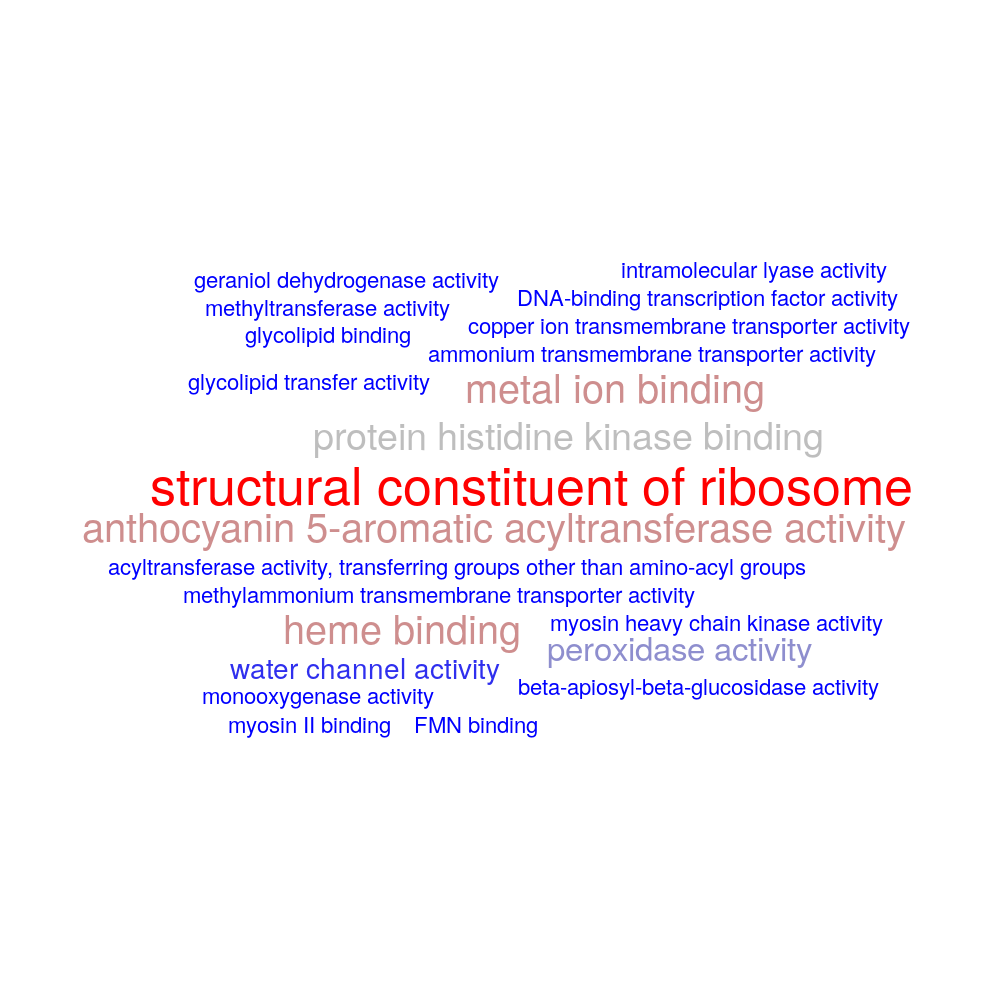 intramolecular lyase activity
geraniol dehydrogenase activity
DNA-binding transcription factor activity
methyltransferase activity
copper ion transmembrane transporter activity
glycolipid binding
ammonium transmembrane transporter activity
glycolipid transfer activity
metal ion binding
protein histidine kinase binding
structural constituent of ribosome
anthocyanin 5-aromatic acyltransferase activity
acyltransferase activity, transferring groups other than amino-acyl groups
methylammonium transmembrane transporter activity
heme binding
myosin heavy chain kinase activity
peroxidase activity
water channel activity
beta-apiosyl-beta-glucosidase activity
monooxygenase activity
myosin II binding
FMN binding